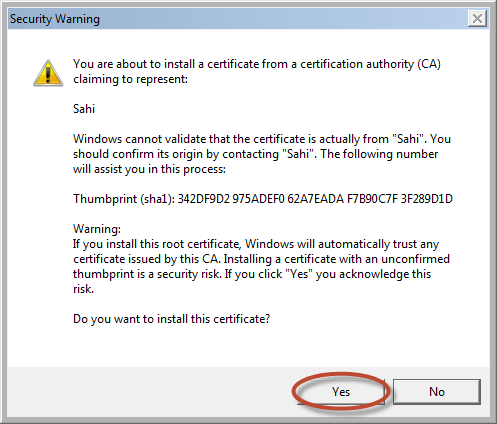 Security Warning
You are about to install a certificate from a certification authority (CA)
claiming to represent:
Sahi
Windows cannot validate that the certificate is actually from "Sahi". You
should confirm its origin by contacting "Sahi". The following number
will assist you in this process:
Thumbprint (sha1): 342DF9D2 975ADEF0 62A7EADA F7B90C7F 3F289D1D
Warning:
If you install this root certificate, Windows will automatically trust any
certificate issued by this CA. Installing a certificate with an unconfirmed
thumbprint is a security risk. If you click "Yes" you acknowledge this
risk.
Do you want to install this certificate?
Yes No